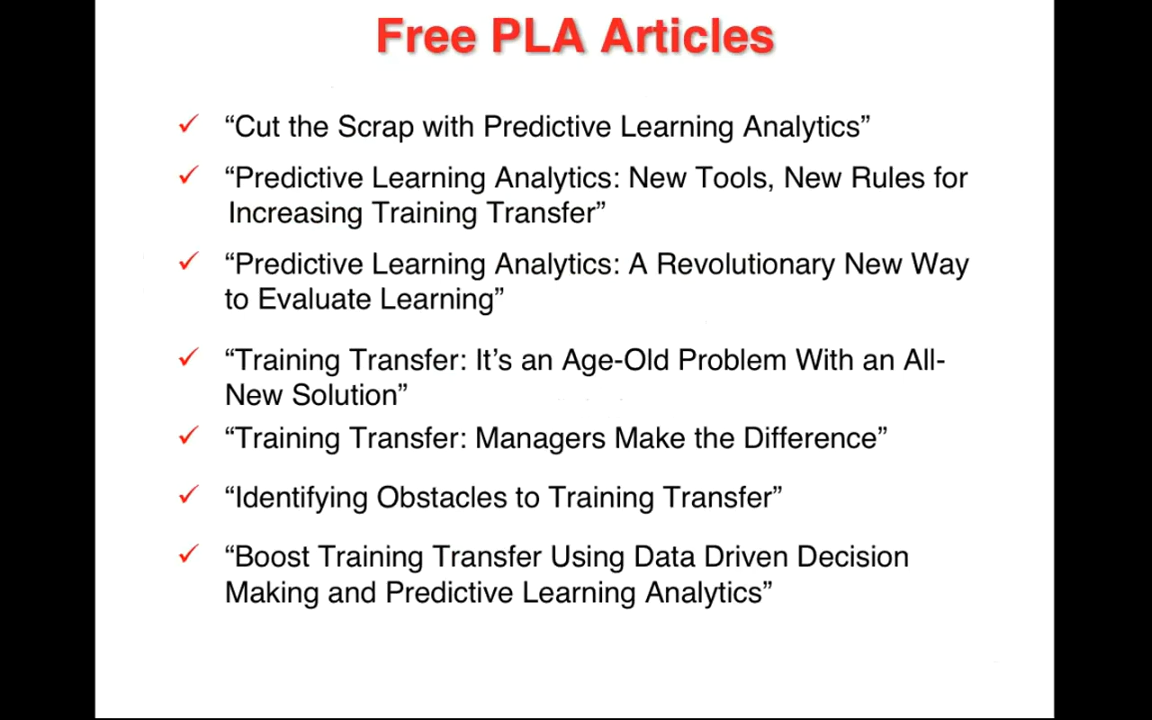 Free PLA Articles
✓ “Cut the Scrap with Predictive Learning Analytics”
✓ “Predictive Learning Analytics: New Tools, New Rules for
Increasing Training Transfer”
✓ “Predictive Learning Analytics: A Revolutionary New Way
to Evaluate Learning”
✓ “Training Transfer: It’s an Age-Old Problem With an All-
New Solution”
✓ “Training Transfer: Managers Make the Difference”
✓ “Identifying Obstacles to Training Transfer”
✓ “Boost Training Transfer Using Data Driven Decision
Making and Predictive Learning Analytics”